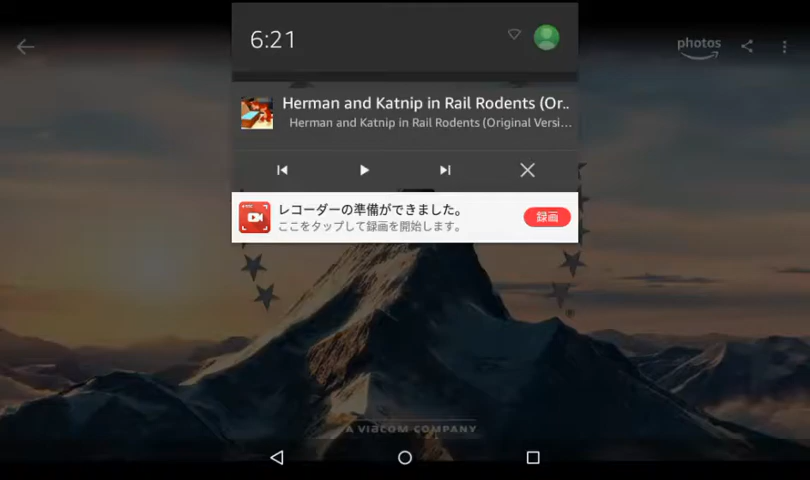 6:21
photos
Herman and Katnip in Rail Rodents (Or..
Herman and Katnip in Rail Rodents (Original Versi...
レコーダーの準備ができました。
ここをタップして録画を開始します。
録画
A VIACOM COMPANY